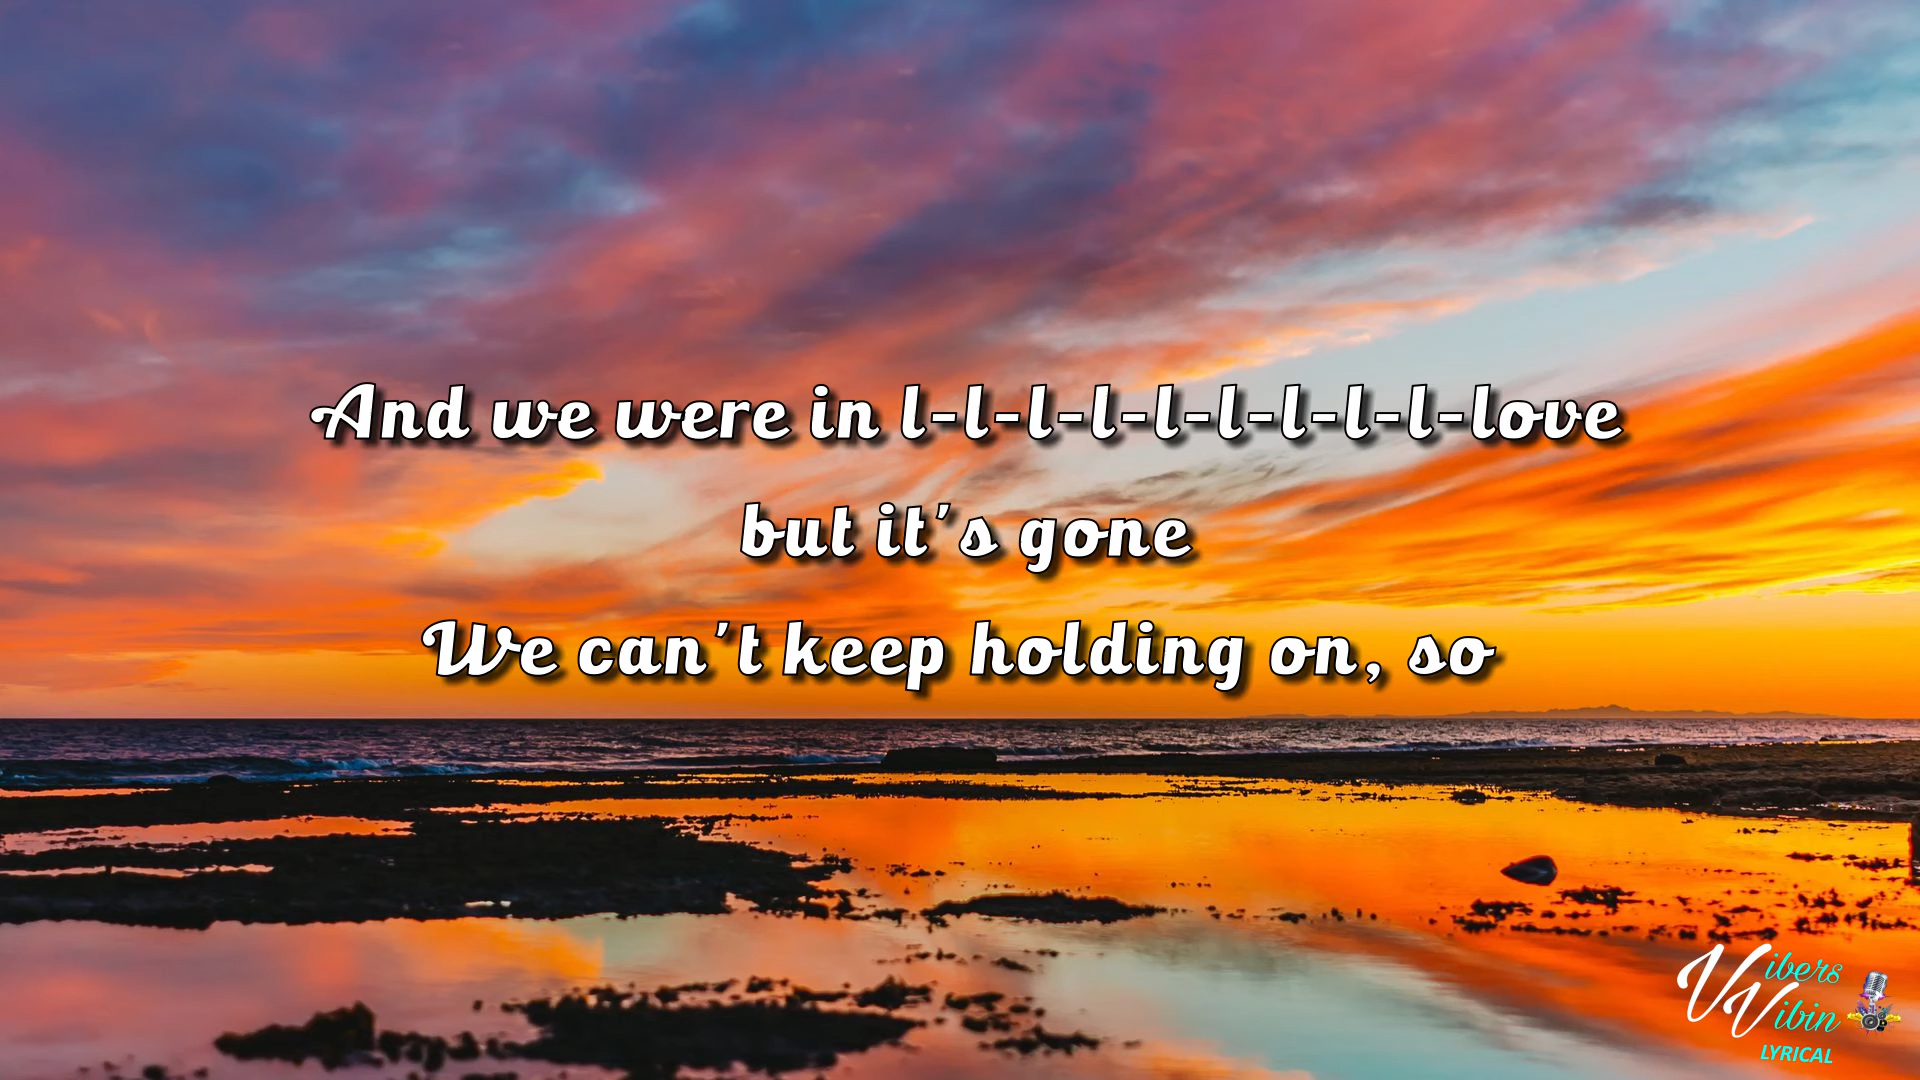 And we were in l-l-l-l-l-l-l-l-l-love
but it's gone
We can't keep holding on, so
Vibers
Vibin
LYRICAL